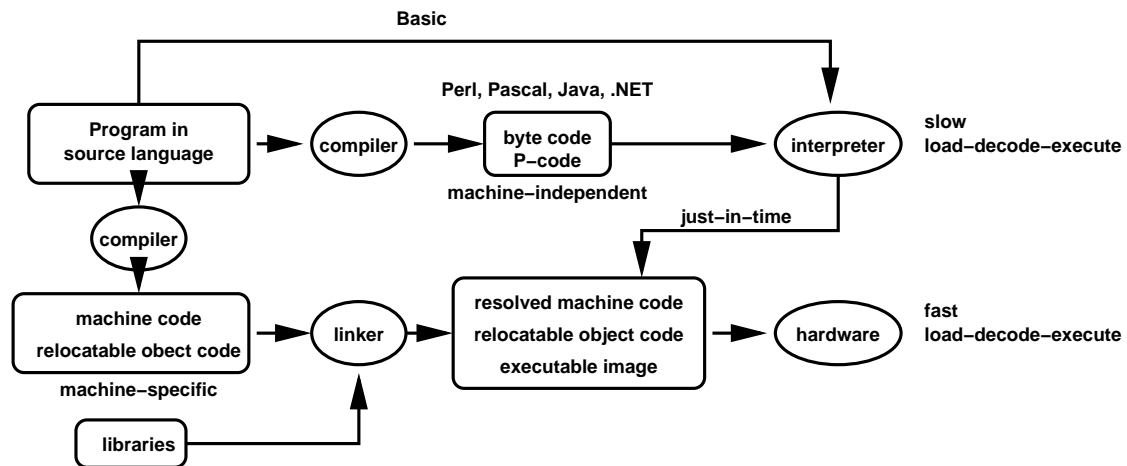 Basic
Perl, Pascal, Java, .NET
Program in
source language
compiler
byte code
P−code
machine−independent
interpreter
slow
load−decode−execute
just−in−time
compiler
machine code
relocatable obect code
machine−specific
linker
resolved machine code
relocatable object code
executable image
hardware
fast
load−decode−execute
libraries